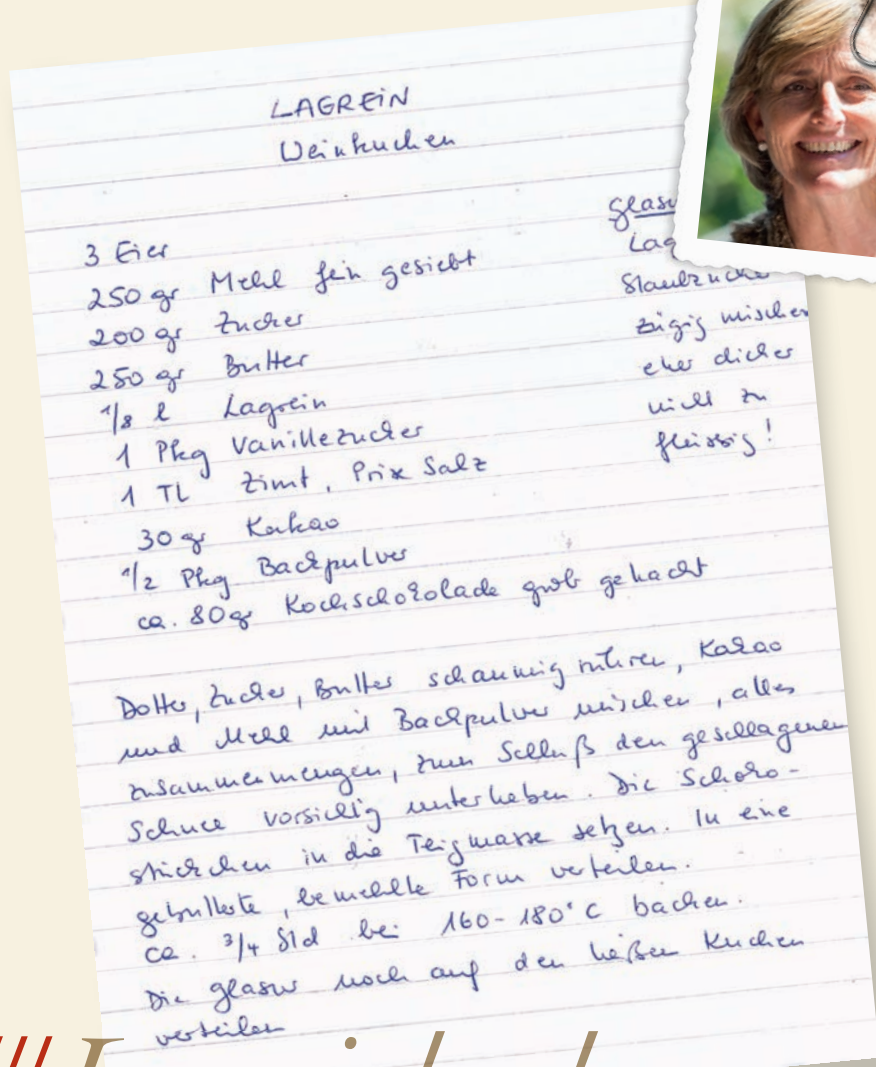 LAGREIN
Weinkuchen
3 Eier
250 gr Mehl fein gesiebt
200 gr Zucker
250 gr Butter
1/8 l Lagrein
1 Pkg Vanillezucker
1 TL Zimt, Prix Salz
30 gr Kakao
1/2 Pkg Backpulver
ca. 80 gr Kochschokolade grob gehackt
Glasu
Lag
Staubzucke
zügig mischen
eher dicker
nicht zu
flüssig!
Dotter, Zucker, Butter schaumig rühren, Kakao
und Mehl mit Backpulver mischen, alles
zusammenmengen, zum Schluß den geschlagenen
Schnee vorsichtig unterheben. Die Schoko-
stückchen in die Teigmasse setzen. In eine
gebutterte, bemehlte Form verteilen.
ca. 3/4 Std bei 160-180°C backen.
Die Glasur noch auf den heißen Kuchen
verteilen